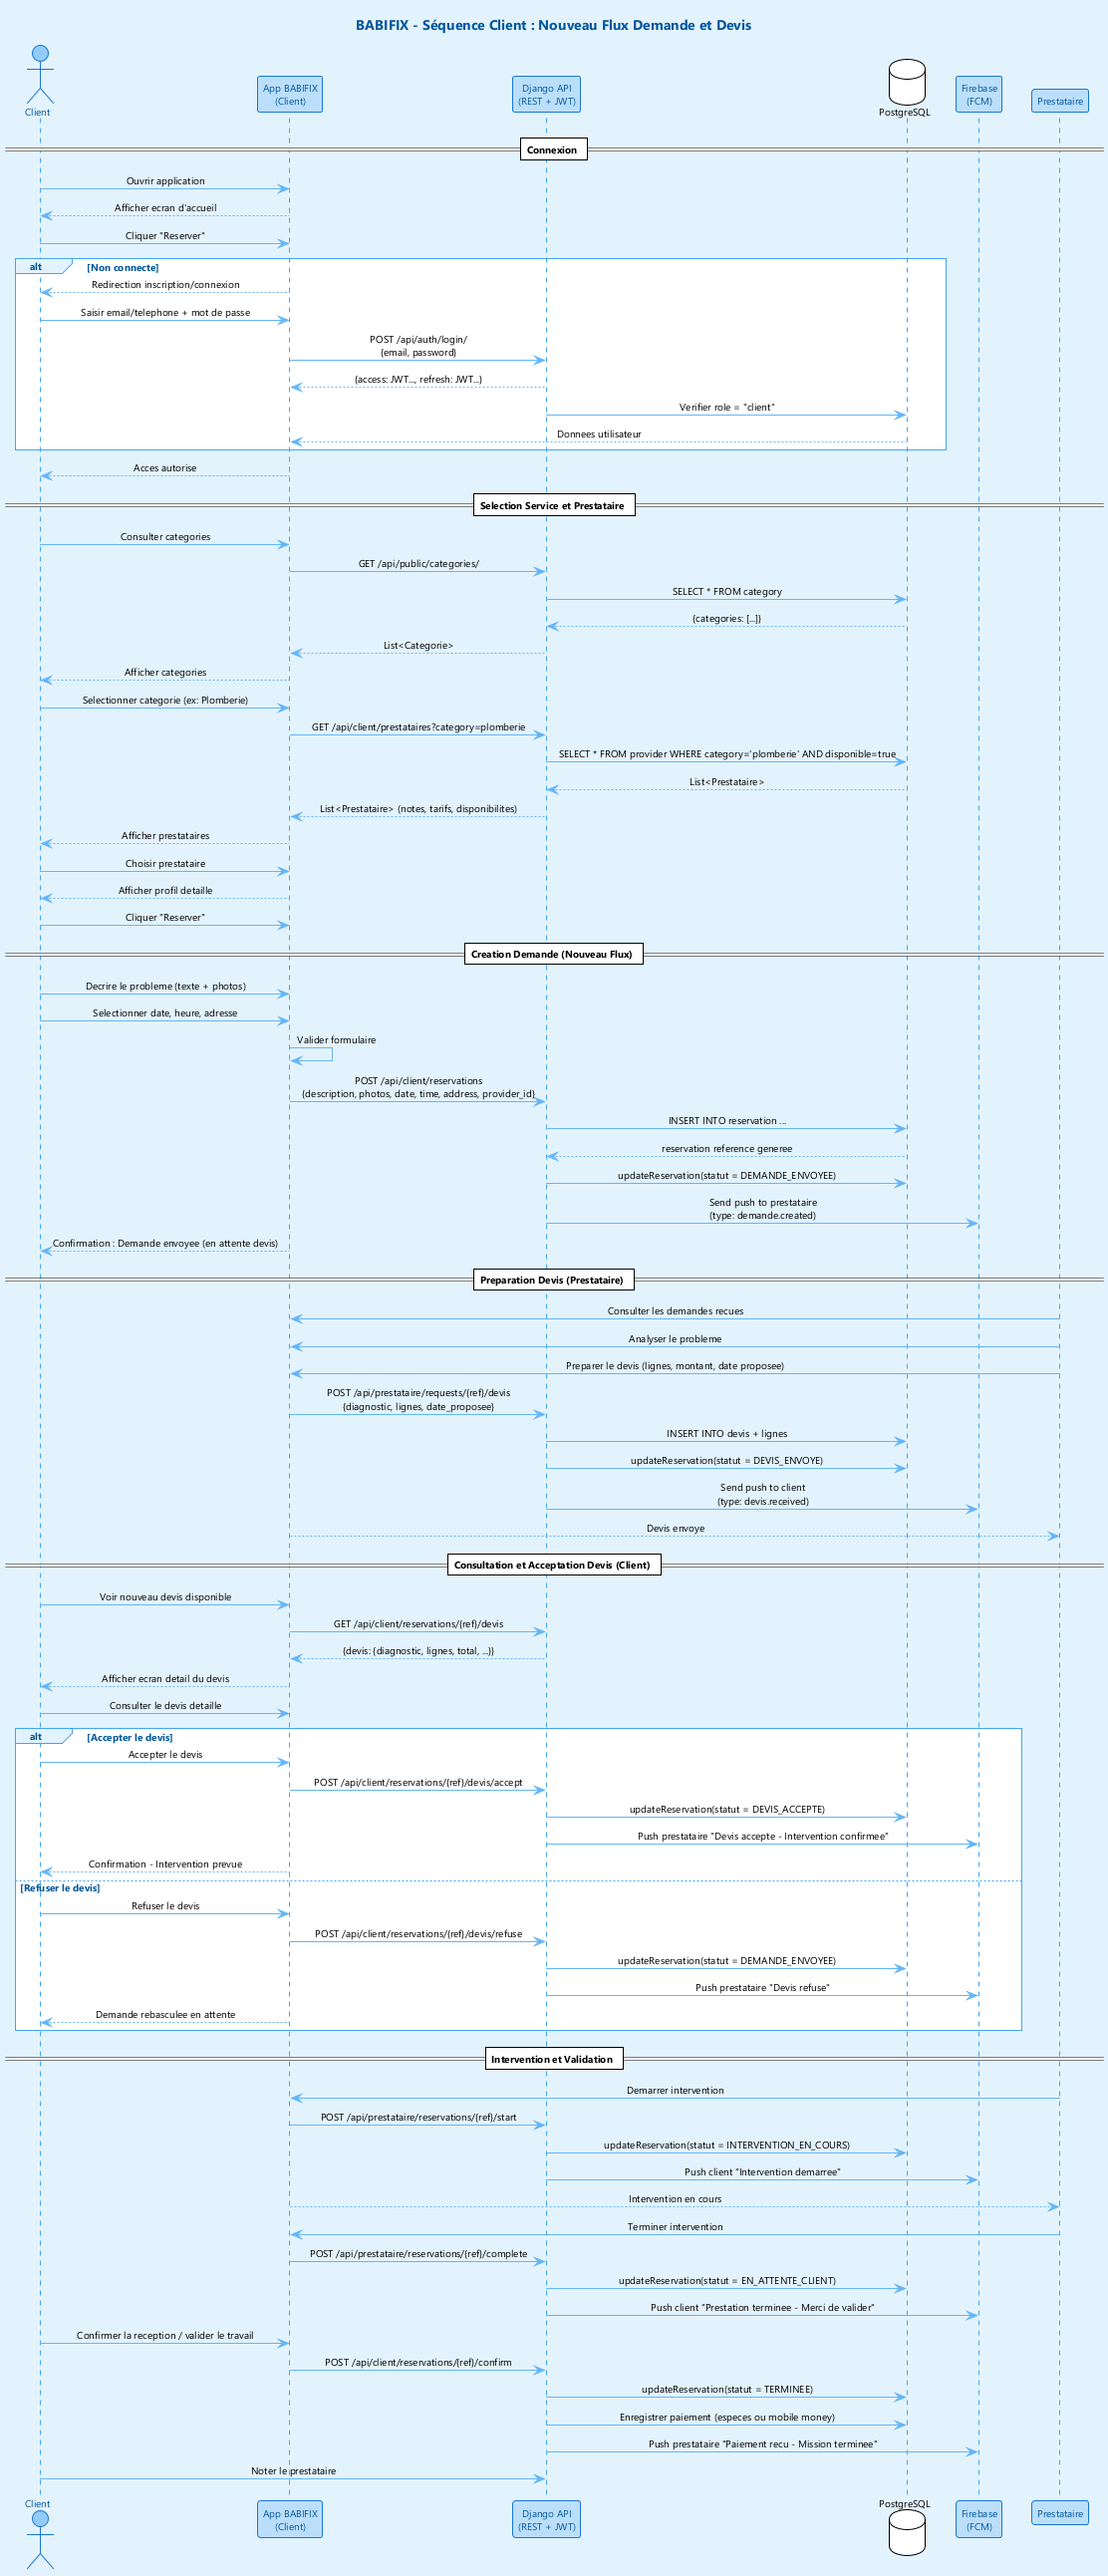 BABIFIX - Séquence Client : Nouveau Flux Demande et Devis
Client
App BABIFIX
(Client)
Django API
(REST + JWT)
PostgreSQL
Firebase
(FCM)
Prestataire
Connexion
Ouvrir application
Afficher ecran d'accueil
Cliquer "Reserver"
alt
[Non connecte]
Redirection inscription/connexion
Saisir email/telephone + mot de passe
POST /api/auth/login/
{email, password}
{access: JWT..., refresh: JWT...}
Verifier role = "client"
Donnees utilisateur
Acces autorise
Selection Service et Prestataire
Consulter categories
GET /api/public/categories/
SELECT * FROM category
{categories: [...]}
List<Categorie>
Afficher categories
Selectionner categorie (ex: Plomberie)
GET /api/client/prestataires?category=plomberie
SELECT * FROM provider WHERE category='plomberie' AND disponible=true
List<Prestataire>
List<Prestataire> (notes, tarifs, disponibilites)
Afficher prestataires
Choisir prestataire
Afficher profil detaille
Cliquer "Reserver"
Creation Demande (Nouveau Flux)
Decrire le probleme (texte + photos)
Selectionner date, heure, adresse
Valider formulaire
POST /api/client/reservations
{description, photos, date, time, address, provider_id}
INSERT INTO reservation ...
reservation reference generee
updateReservation(statut = DEMANDE_ENVOYEE)
Send push to prestataire
(type: demande.created)
Confirmation : Demande envoyee (en attente devis)
Preparation Devis (Prestataire)
Consulter les demandes recues
Analyser le probleme
Preparer le devis (lignes, montant, date proposee)
POST /api/prestataire/requests/{ref}/devis
{diagnostic, lignes, date_proposee}
INSERT INTO devis + lignes
updateReservation(statut = DEVIS_ENVOYE)
Send push to client
(type: devis.received)
Devis envoye
Consultation et Acceptation Devis (Client)
Voir nouveau devis disponible
GET /api/client/reservations/{ref}/devis
{devis: {diagnostic, lignes, total, ...}}
Afficher ecran detail du devis
Consulter le devis detaille
alt
[Accepter le devis]
Accepter le devis
POST /api/client/reservations/{ref}/devis/accept
updateReservation(statut = DEVIS_ACCEPTE)
Push prestataire "Devis accepte - Intervention confirmee"
Confirmation - Intervention prevue
[Refuser le devis]
Refuser le devis
POST /api/client/reservations/{ref}/devis/refuse
updateReservation(statut = DEMANDE_ENVOYEE)
Push prestataire "Devis refuse"
Demande rebasculee en attente
Intervention et Validation
Demarrer intervention
POST /api/prestataire/reservations/{ref}/start
updateReservation(statut = INTERVENTION_EN_COURS)
Push client "Intervention demarree"
Intervention en cours
Terminer intervention
POST /api/prestataire/reservations/{ref}/complete
updateReservation(statut = EN_ATTENTE_CLIENT)
Push client "Prestation terminee - Merci de valider"
Confirmer la reception / valider le travail
POST /api/client/reservations/{ref}/confirm
updateReservation(statut = TERMINEE)
Enregistrer paiement (especes ou mobile money)
Push prestataire "Paiement recu - Mission terminee"
Noter le prestataire
Client
App BABIFIX
(Client)
Django API
(REST + JWT)
PostgreSQL
Firebase
(FCM)
Prestataire